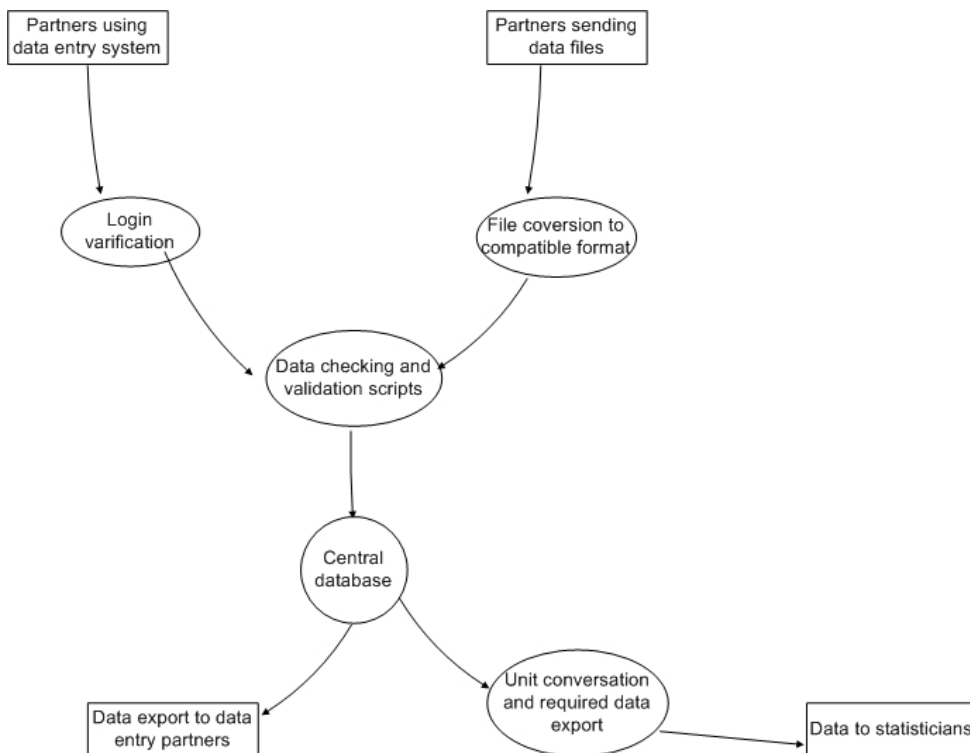 Partners using
data entry system
Partners sending
data files
Login
varification
File coversion to
compatible format
Data checking and
validation scripts
Central
database
Unit conversation
and required data
export
Data export to data
entry partners
Data to statisticians